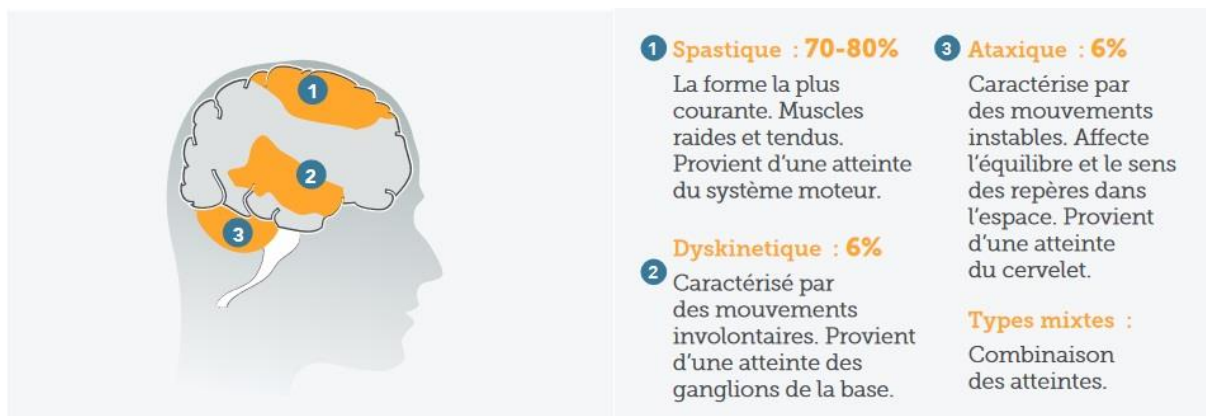 1
2
3
1 Spastique : 70-80%
La forme la plus
courante. Muscles
raides et tendus.
Provient d'une atteinte
du système moteur.
Dyskinetique : 6%
2
Caractérisé par
des mouvements
involontaires. Provient
d'une atteinte des
ganglions de la base.
3 Ataxique : 6%
Caractérise par
des mouvements
instables. Affecte
l'équilibre et le sens
des repères dans
l'espace. Provient
d'une atteinte
du cervelet.
Types mixtes :
Combinaison
des atteintes.